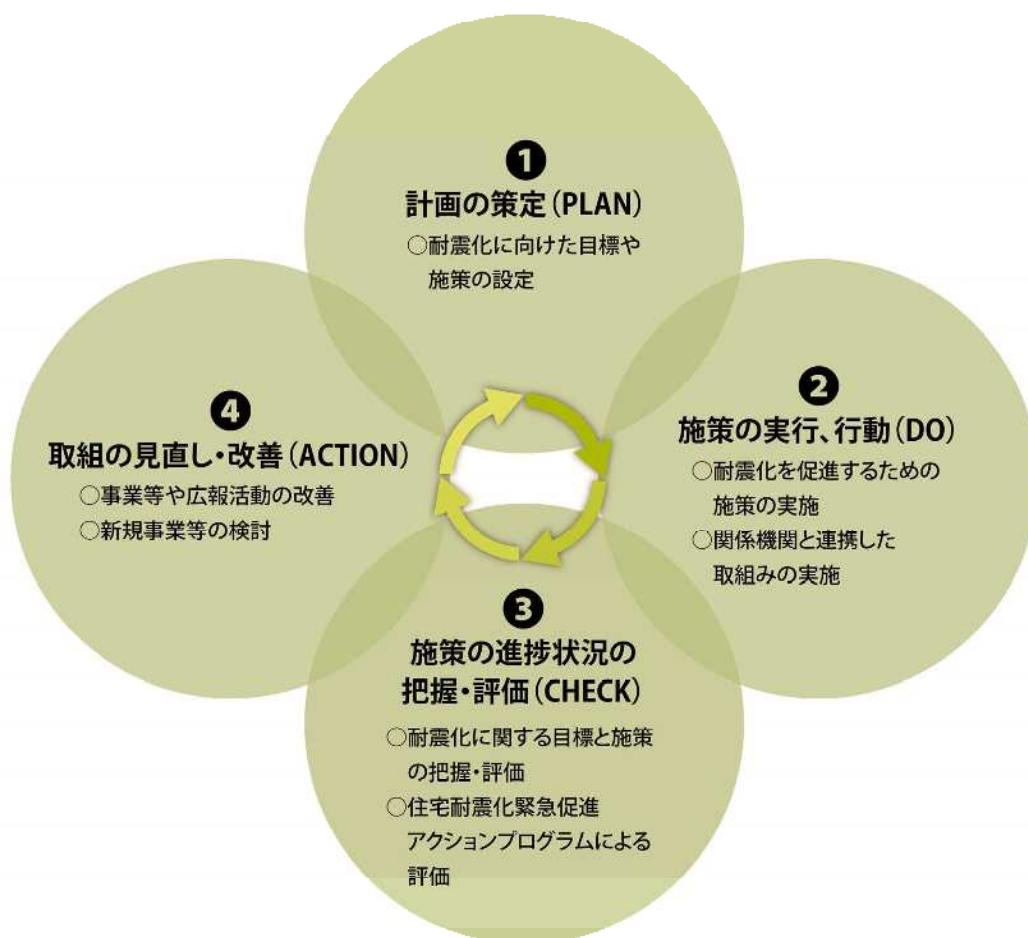 ❶
計画の策定（PLAN）
○耐震化に向けた目標や
施策の設定
❷
施策の実行、行動（DO）
○耐震化を促進するための
施策の実施
○関係機関と連携した
取組みの実施
❸
施策の進捗状況の
把握・評価（CHECK）
○耐震化に関する目標と施策
の把握・評価
○住宅耐震化緊急促進
アクションプログラムによる
評価
❹
取組の見直し・改善（ACTION）
○事業等や広報活動の改善
○新規事業等の検討